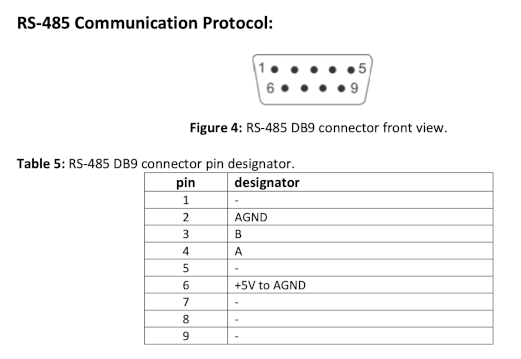 RS-485 Communication Protocol:
1 5
6 9
Figure 4: RS-485 DB9 connector front view.
Table 5: RS-485 DB9 connector pin designator.
pin designator
1 -
2 AGND
3 B
4 A
5 -
6 +5V to AGND
7 -
8 -
9 -